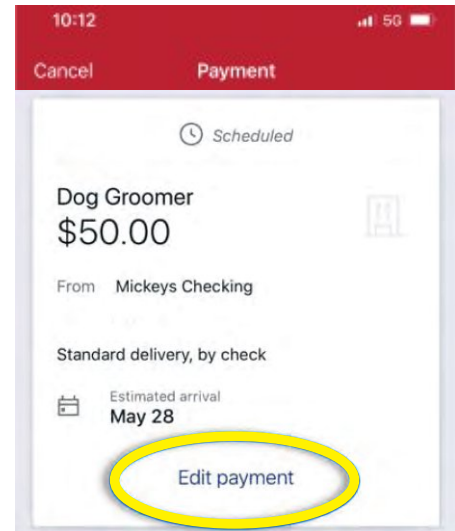 10:12 5G
Cancel Payment
Scheduled
Dog Groomer
$50.00
From Mickeys Checking
Standard delivery, by check
Estimated arrival
May 28
Edit payment